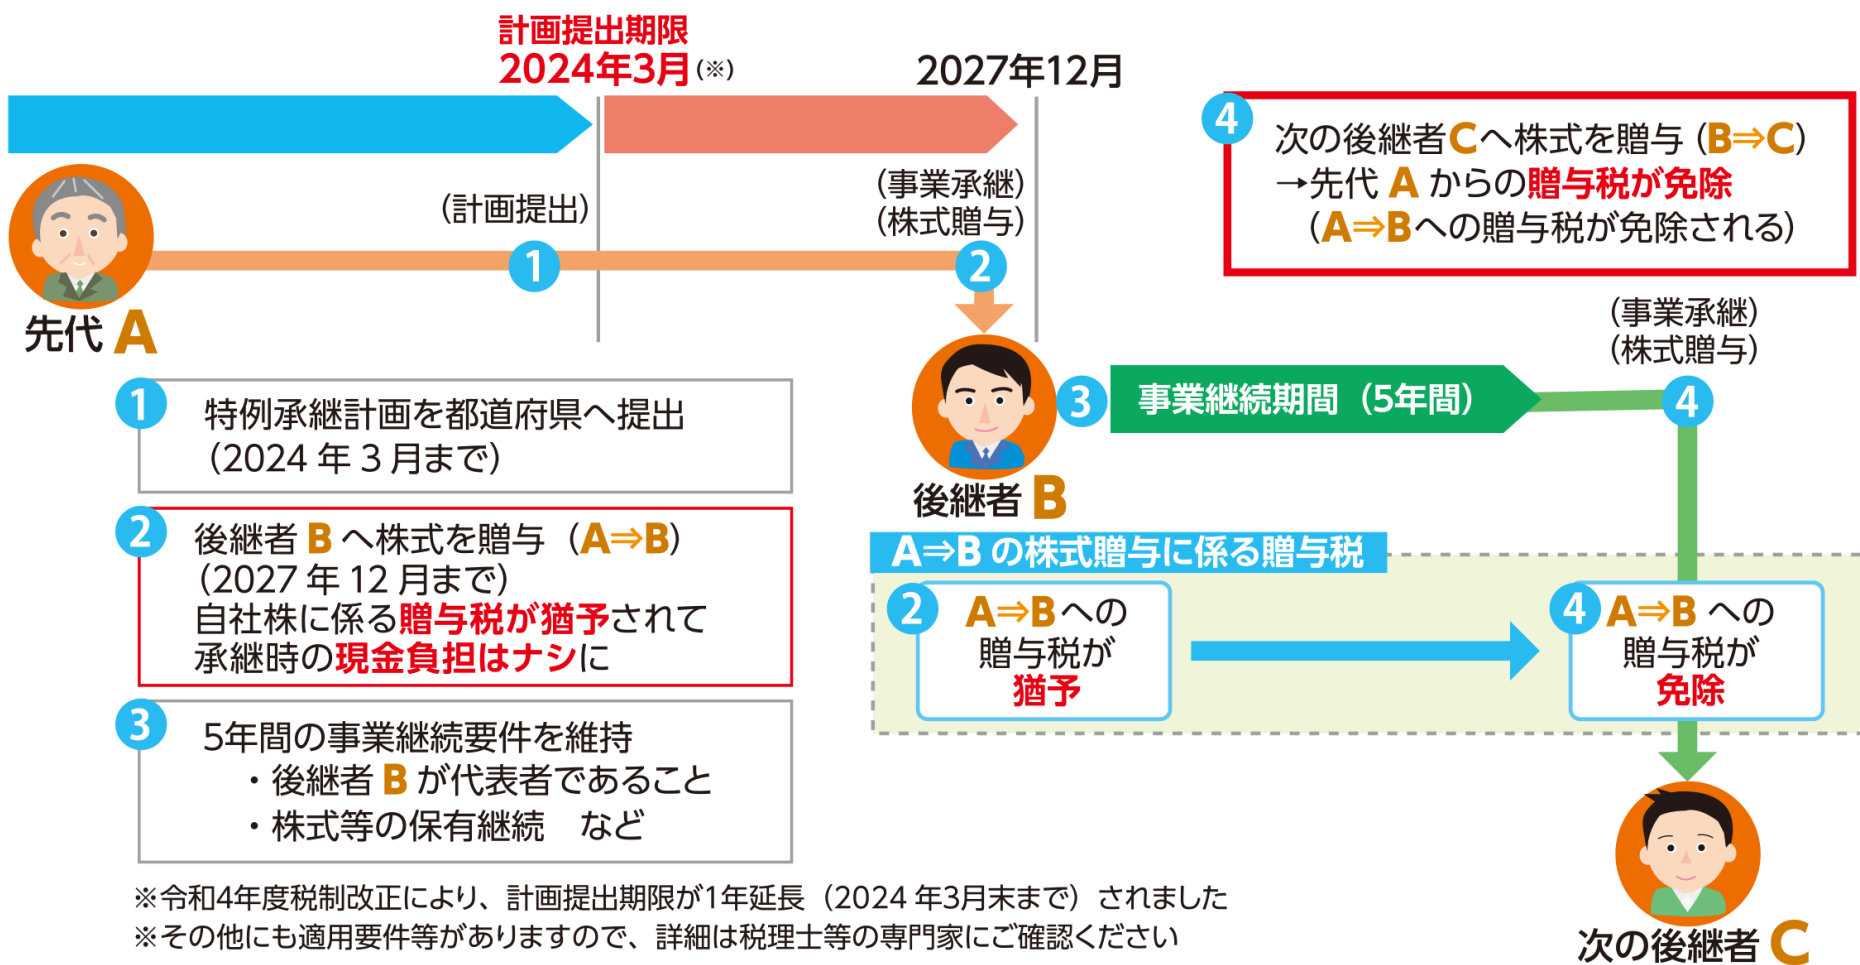 計画提出期限
2024年3月(※)
2027年12月
(計画提出)
(事業承継)
(株式贈与)
1
2
先代 A
4
次の後継者Cへ株式を贈与(B⇒C)
→先代 A からの贈与税が免除
(A⇒Bへの贈与税が免除される)
(事業承継)
(株式贈与)
3
事業継続期間(5年間)
4
後継者 B
1
特例承継計画を都道府県へ提出
(2024 年 3 月まで)
2
後継者 B へ株式を贈与(A⇒B)
(2027 年 12 月まで)
自社株に係る贈与税が猶予されて
承継時の現金負担はナシに
3
5年間の事業継続要件を維持
・後継者 B が代表者であること
・株式等の保有継続 など
A⇒B の株式贈与に係る贈与税
2
A⇒B への
贈与税が
猶予
4
A⇒B への
贈与税が
免除
次の後継者 C
※令和4年度税制改正により、計画提出期限が1年延長(2024 年3月末まで)されました
※その他にも適用要件等がありますので、詳細は税理士等の専門家にご確認ください